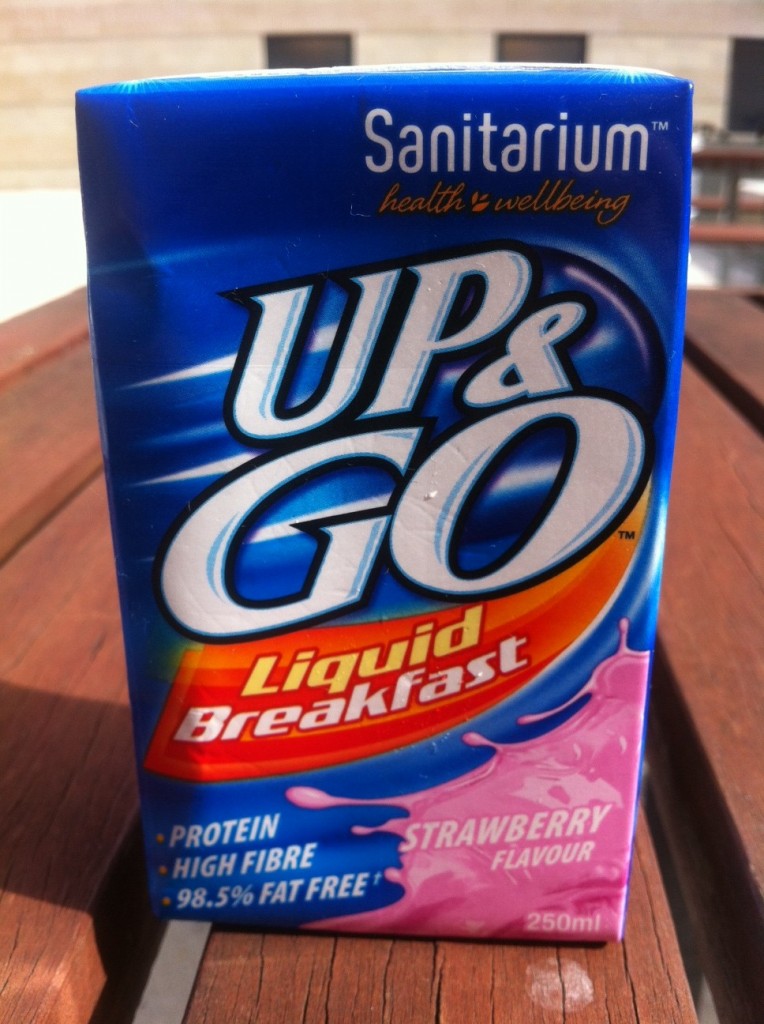 Sanitarium™
health wellbeing
UP&
GO™
Liquid
Breakfast
• PROTEIN
• HIGH FIBRE
• 98.5% FAT FREE†
STRAWBERRY
FLAVOUR
250ml